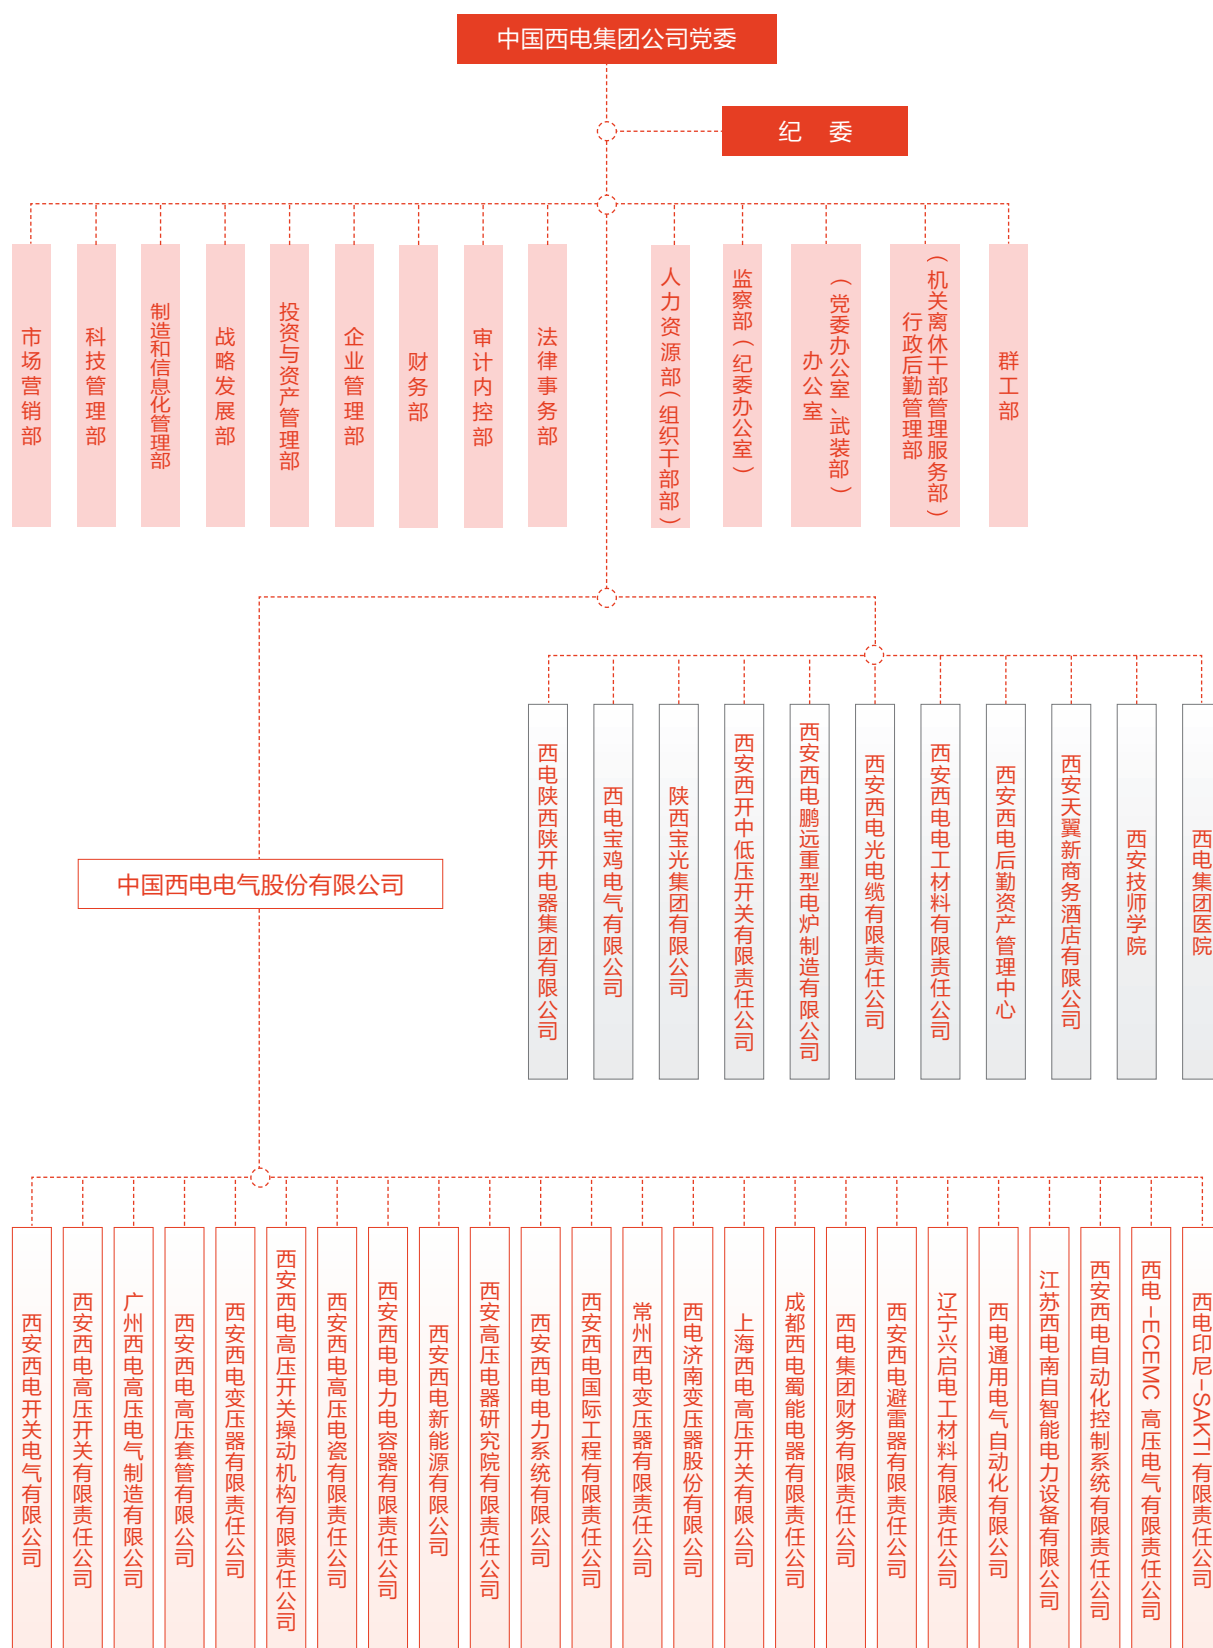 中国西电集团公司党委
纪 委
市场营销部
科技管理部
制造和信息化管理部
战略发展部
投资与资产管理部
企业管理部
财务部
审计内控部
法律事务部
人力资源部（组织干部部）
监察部（纪委办公室）
办公室
（党委办公室、武装部）
行政后勤管理部
（机关离休干部管理服务部）
群工部
西电陕西陕开电器集团有限公司
西电宝鸡电气有限公司
陕西宝光集团有限公司
西安西开中低压开关有限责任公司
西安西电鹏远重型电炉制造有限公司
西安西电光电缆有限责任公司
西安西电电工材料有限责任公司
西安西电后勤资产管理中心
西安天翼新商务酒店有限公司
西安技师学院
西电集团医院
中国西电电气股份有限公司
西安西电开关电气有限公司
西安西电高压开关有限责任公司
广州西电高压电气制造有限公司
西安西电高压套管有限公司
西安西电变压器有限责任公司
西安西电高压开关操动机构有限责任公司
西安西电高压电瓷有限责任公司
西安西电电力电容器有限责任公司
西安西电新能源有限公司
西安高压电器研究院有限责任公司
西安西电电力系统有限公司
西安西电国际工程有限责任公司
常州西电变压器有限责任公司
西电济南变压器股份有限公司
上海西电高压开关有限公司
成都西电蜀能电器有限责任公司
西电集团财务有限责任公司
西安西电避雷器有限责任公司
辽宁兴启电工材料有限责任公司
西电通用电气自动化有限公司
江苏西电南自智能电力设备有限公司
西安西电自动化控制系统有限责任公司
西电-ECEMC 高压电气有限责任公司
西电印尼-SAKTI 有限责任公司